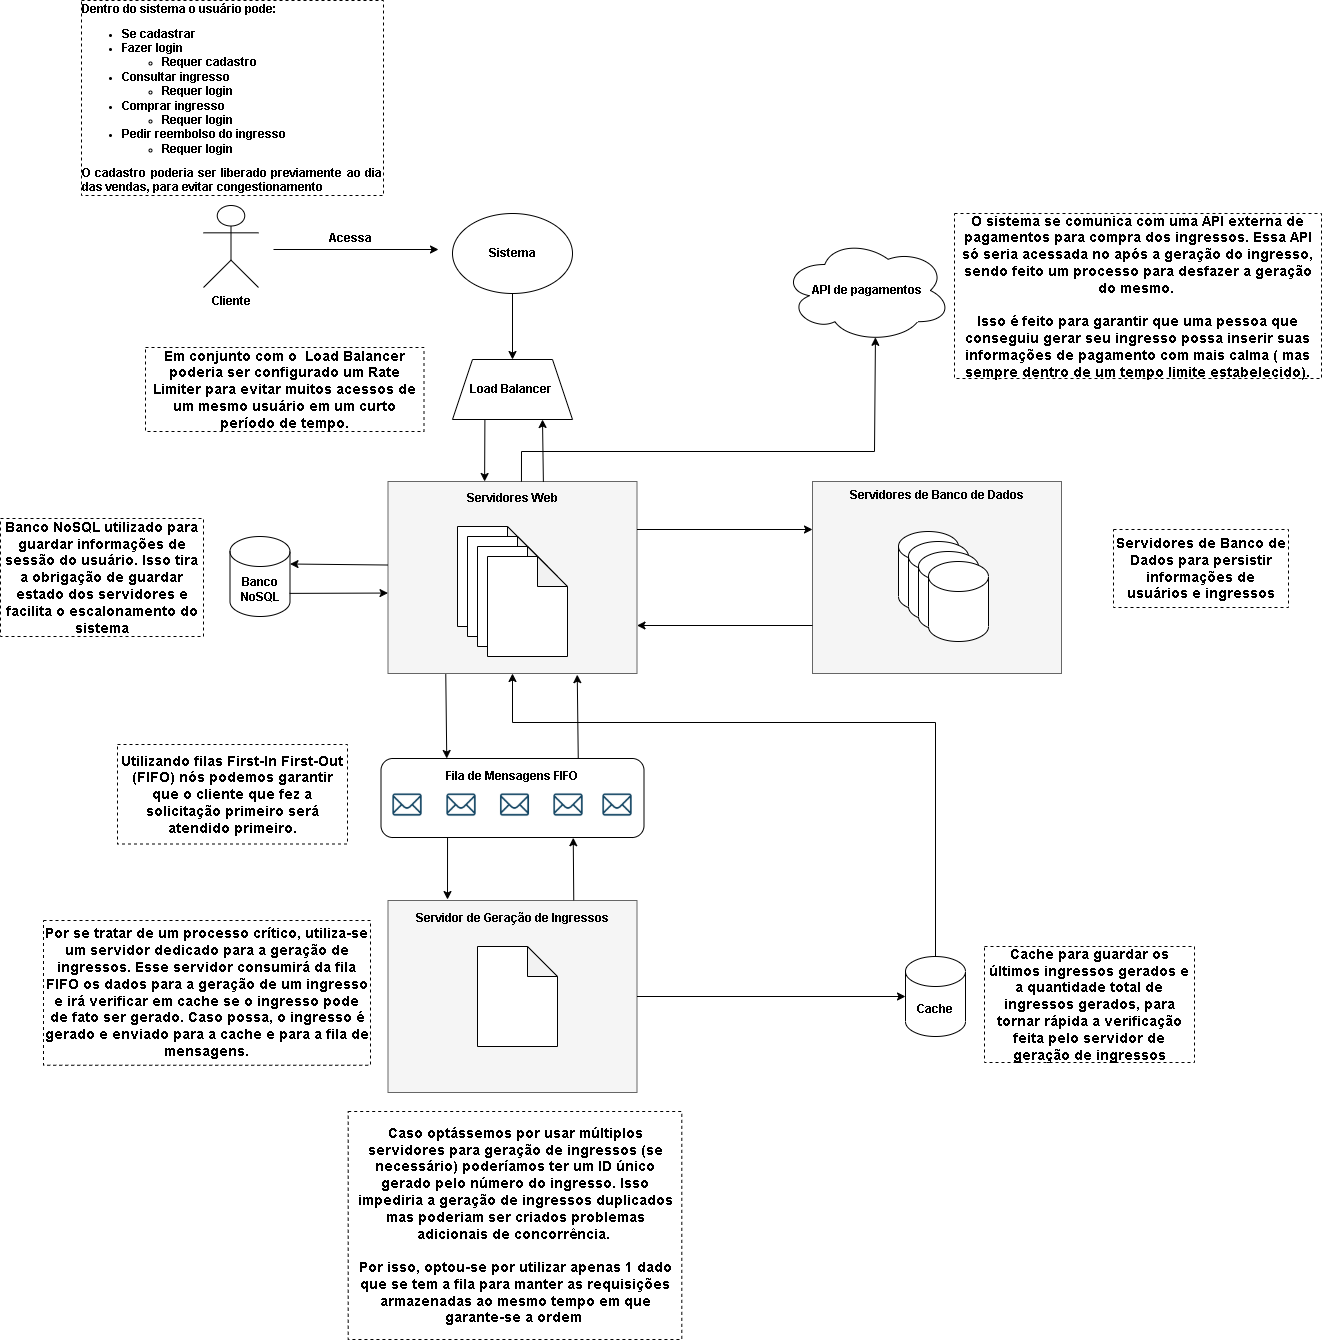 Dentro do sistema o usuário pode:
• Se cadastrar
• Fazer login
◦ Requer cadastro
• Consultar ingresso
◦ Requer login
• Comprar ingresso
◦ Requer login
• Pedir reembolso do ingresso
◦ Requer login
O cadastro poderia ser liberado previamente ao dia
das vendas, para evitar congestionamento
Acessa
Cliente
Sistema
API de pagamentos
O sistema se comunica com uma API externa de
pagamentos para compra dos ingressos. Essa API
só seria acessada no após a geração do ingresso,
sendo feito um processo para desfazer a geração
do mesmo.
Isso é feito para garantir que uma pessoa que
conseguiu gerar seu ingresso possa inserir suas
informações de pagamento com mais calma ( mas
sempre dentro de um tempo limite estabelecido).
Em conjunto com o  Load Balancer
poderia ser configurado um Rate
Limiter para evitar muitos acessos de
um mesmo usuário em um curto
período de tempo.
Load Balancer
Servidores Web
Servidores de Banco de Dados
Banco NoSQL utilizado para
guardar informações de
sessão do usuário. Isso tira
a obrigação de guardar
estado dos servidores e
facilita o escalonamento do
sistema
Banco
NoSQL
Servidores de Banco de
Dados para persistir
informações de
usuários e ingressos
Utilizando filas First-In First-Out
(FIFO) nós podemos garantir
que o cliente que fez a
solicitação primeiro será
atendido primeiro.
Fila de Mensagens FIFO
Servidor de Geração de Ingressos
Por se tratar de um processo crítico, utiliza-se
um servidor dedicado para a geração de
ingressos. Esse servidor consumirá da fila
FIFO os dados para a geração de um ingresso
e irá verificar em cache se o ingresso pode
de fato ser gerado. Caso possa, o ingresso é
gerado e enviado para a cache e para a fila de
mensagens.
Cache
Cache para guardar os
últimos ingressos gerados e
a quantidade total de
ingressos gerados, para
tornar rápida a verificação
feita pelo servidor de
geração de ingressos
Caso optássemos por usar múltiplos
servidores para geração de ingressos (se
necessário) poderíamos ter um ID único
gerado pelo número do ingresso. Isso
impediria a geração de ingressos duplicados
mas poderiam ser criados problemas
adicionais de concorrência.
Por isso, optou-se por utilizar apenas 1 dado
que se tem a fila para manter as requisições
armazenadas ao mesmo tempo em que
garante-se a ordem